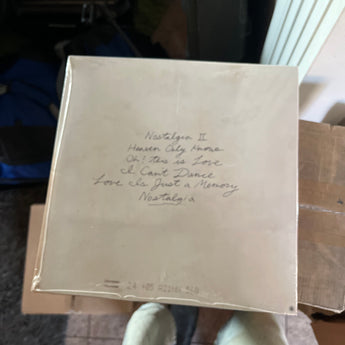 Nostalgia II
Heaven Only Knows
Oh! this is Love
I Can't Dance
Love Is Just a Memory
Nostalgia